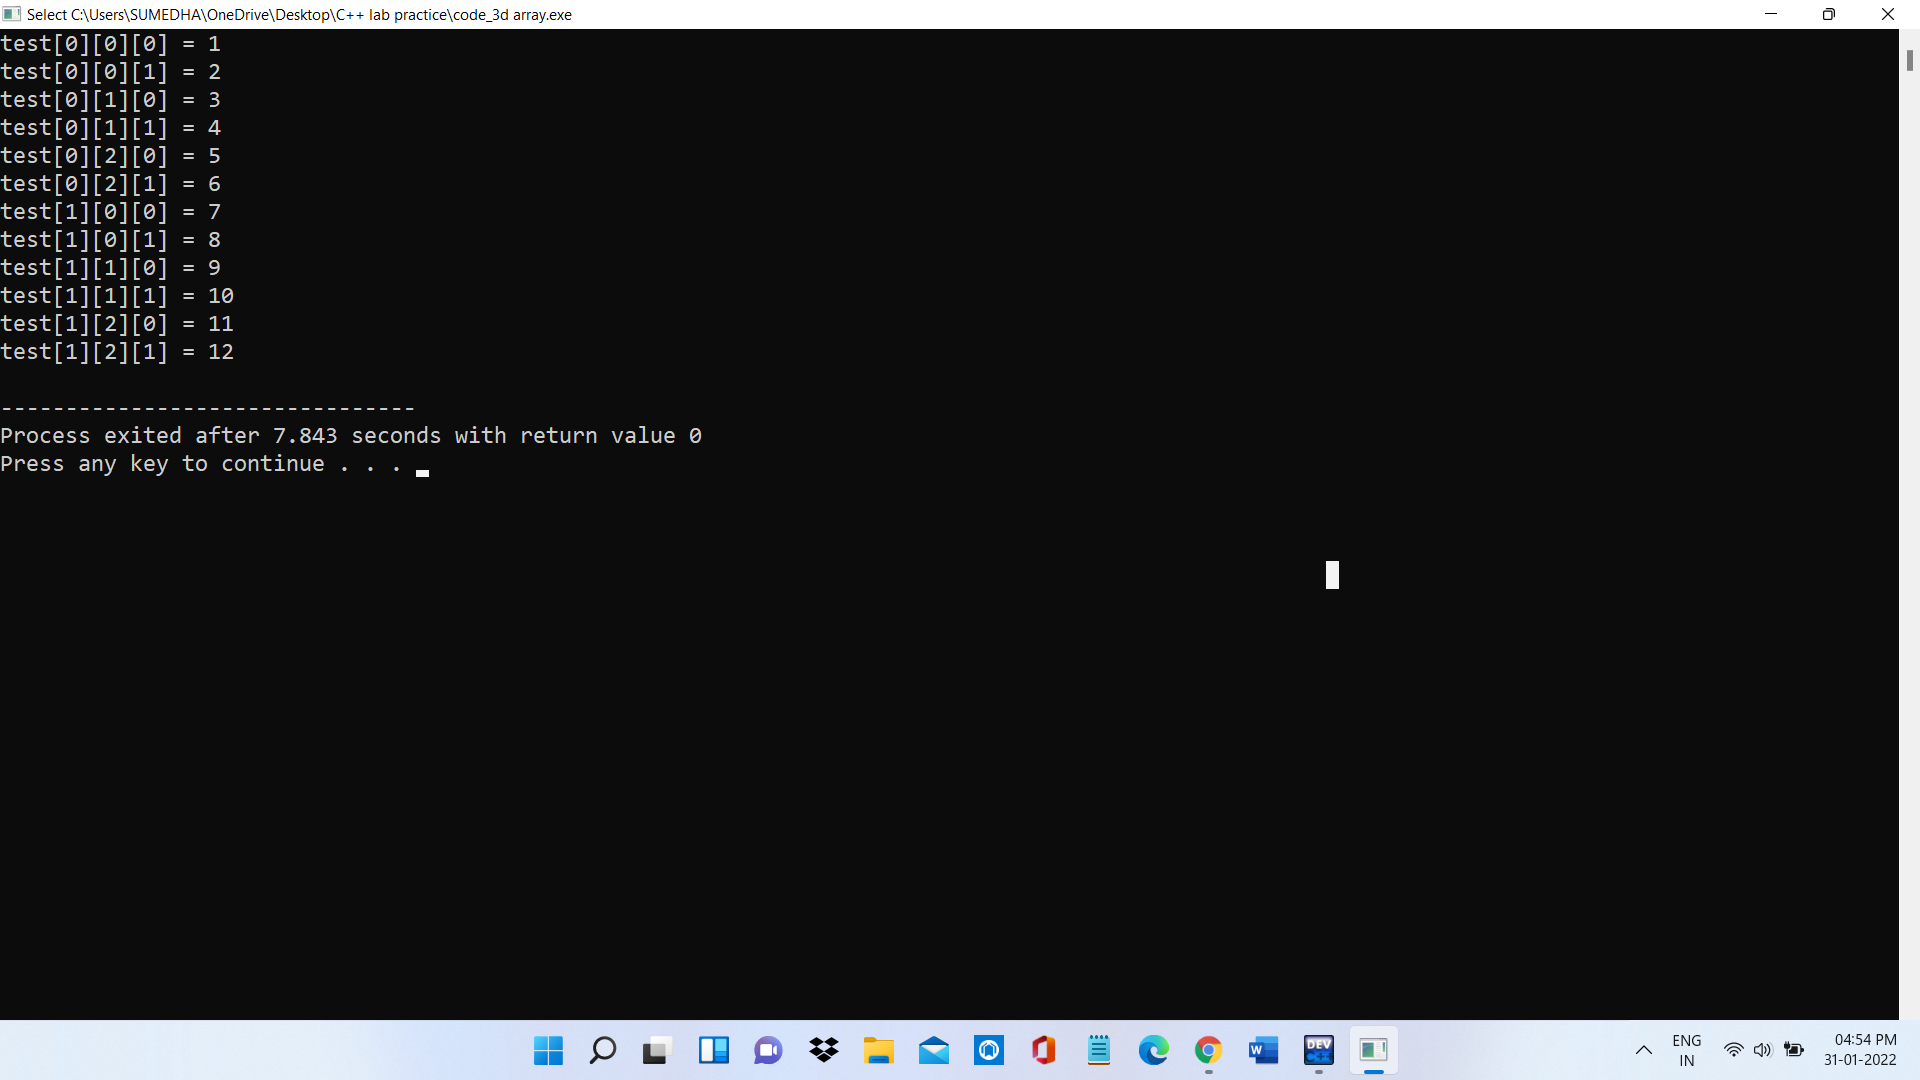 Select C:\Users\SUMEDHA\OneDrive\Desktop\C++ lab practice\code_3d array.exe
test[0][0][0] = 1
test[0][0][1] = 2
test[0][1][0] = 3
test[0][1][1] = 4
test[0][2][0] = 5
test[0][2][1] = 6
test[1][0][0] = 7
test[1][0][1] = 8
test[1][1][0] = 9
test[1][1][1] = 10
test[1][2][0] = 11
test[1][2][1] = 12
--------------------------------
Process exited after 7.843 seconds with return value 0
Press any key to continue . . .
W
DEV
C++
ENG
IN
04:54 PM
31-01-2022